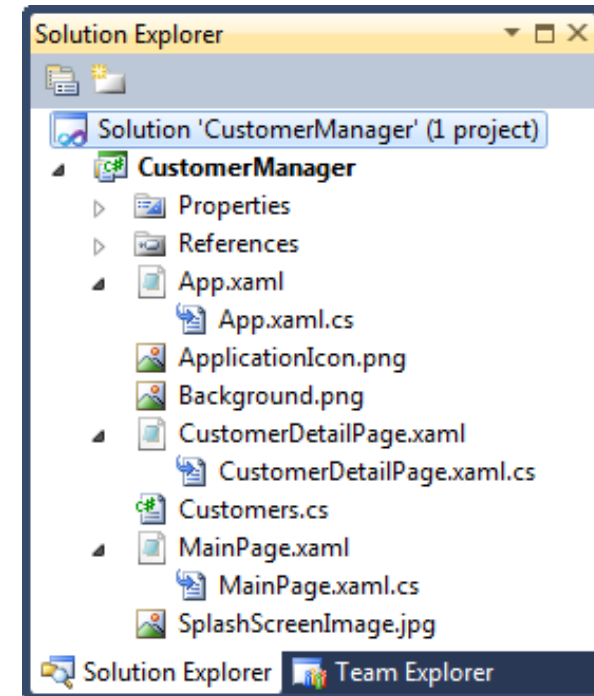 Solution Explorer
Solution 'CustomerManager' (1 project)
CustomerManager
Properties
References
App.xaml
App.xaml.cs
ApplicationIcon.png
Background.png
CustomerDetailPage.xaml
CustomerDetailPage.xaml.cs
Customers.cs
MainPage.xaml
MainPage.xaml.cs
SplashScreenImage.jpg
Solution Explorer Team Explorer